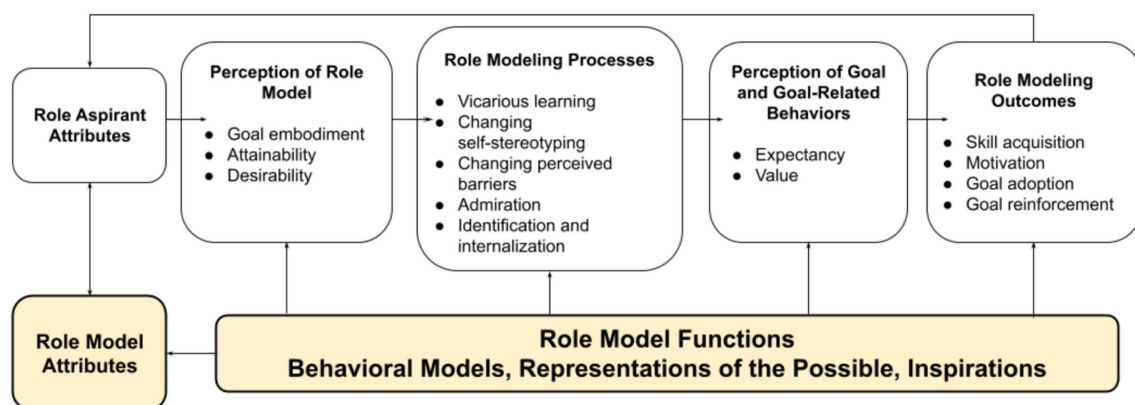 Role Aspirant
Attributes
Perception of Role
Model
● Goal embodiment
● Attainability
● Desirability
Role Modeling Processes
● Vicarious learning
● Changing
self-stereotyping
● Changing perceived
barriers
● Admiration
● Identification and
internalization
Perception of Goal
and Goal-Related
Behaviors
● Expectancy
● Value
Role Modeling
Outcomes
● Skill acquisition
● Motivation
● Goal adoption
● Goal reinforcement
Role Model
Attributes
Role Model Functions
Behavioral Models, Representations of the Possible, Inspirations